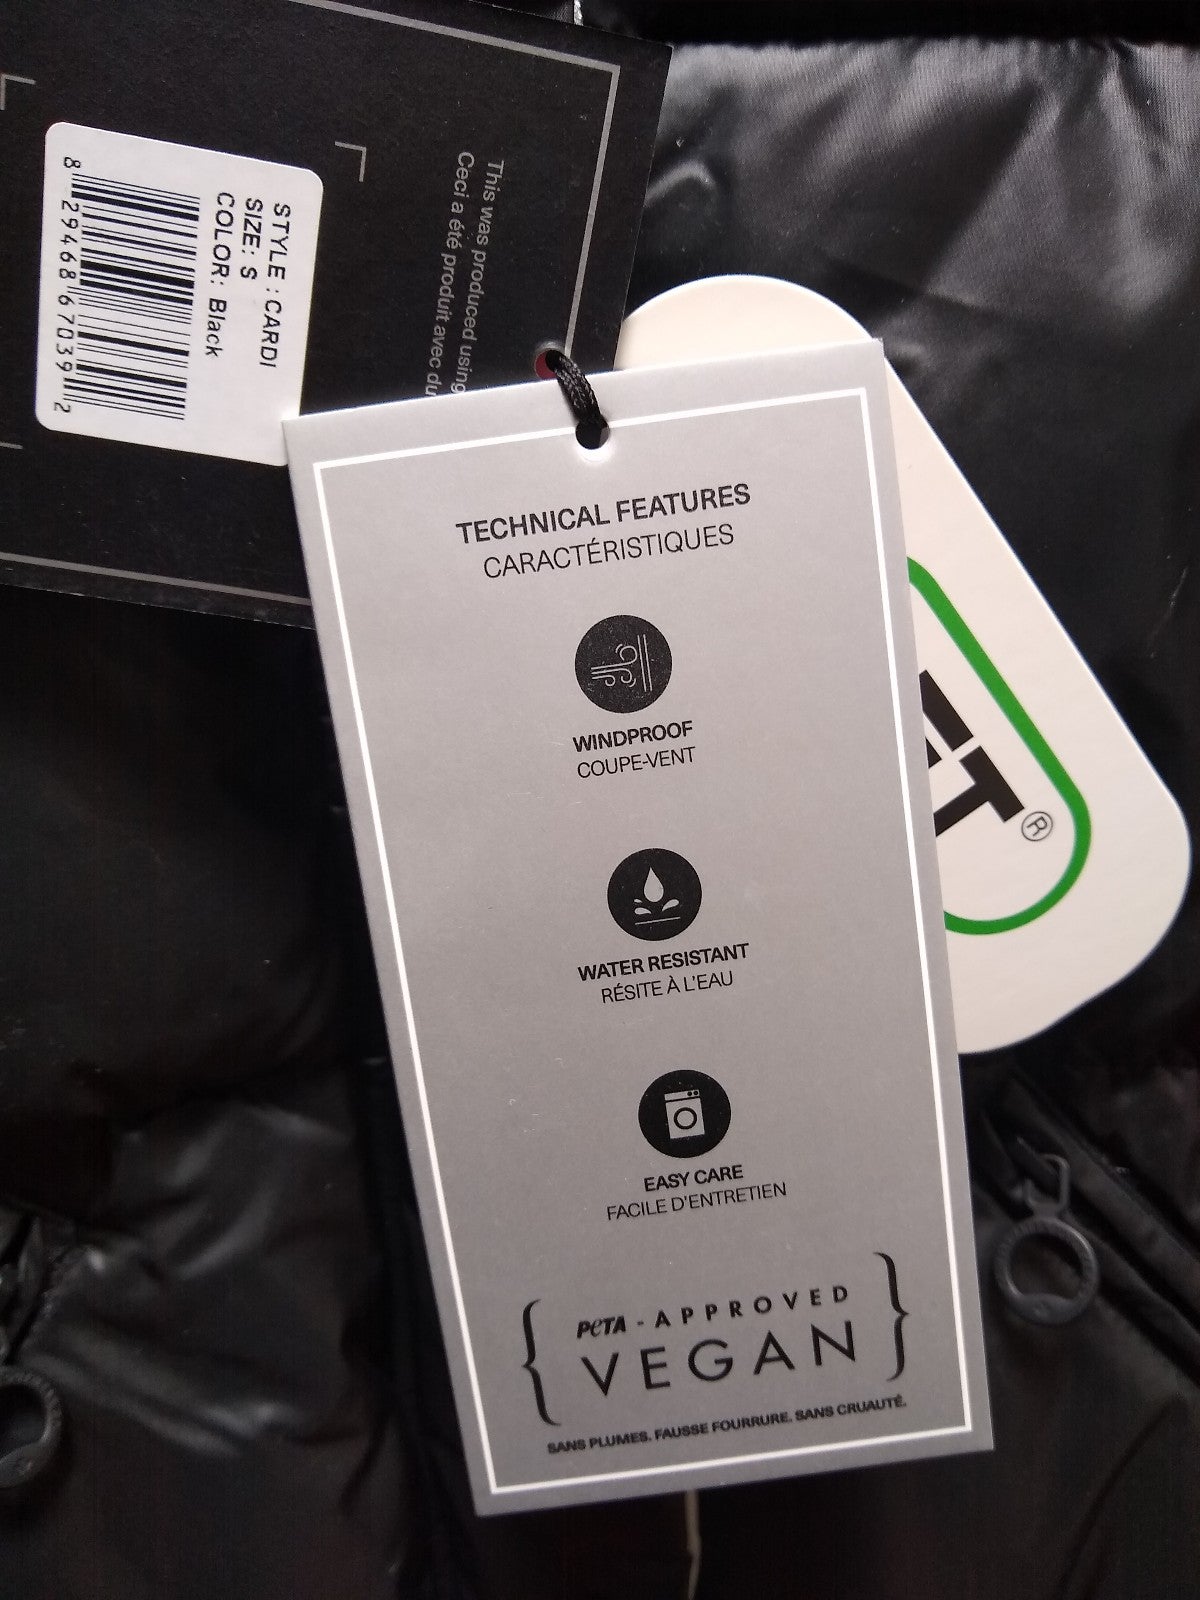 STYLE : CARDI
SIZE: S
COLOR: Black
8 29468 67039 2
This was produced using
Ceci a été produit avec du
TECHNICAL FEATURES
CARACTÉRISTIQUES
WINDPROOF
COUPE-VENT
WATER RESISTANT
RÉSITE À L'EAU
EASY CARE
FACILE D'ENTRETIEN
PeTA - APPROVED
VEGAN
SANS PLUMES. FAUSSE FOURRURE. SANS CRUAUTÉ.
ET®